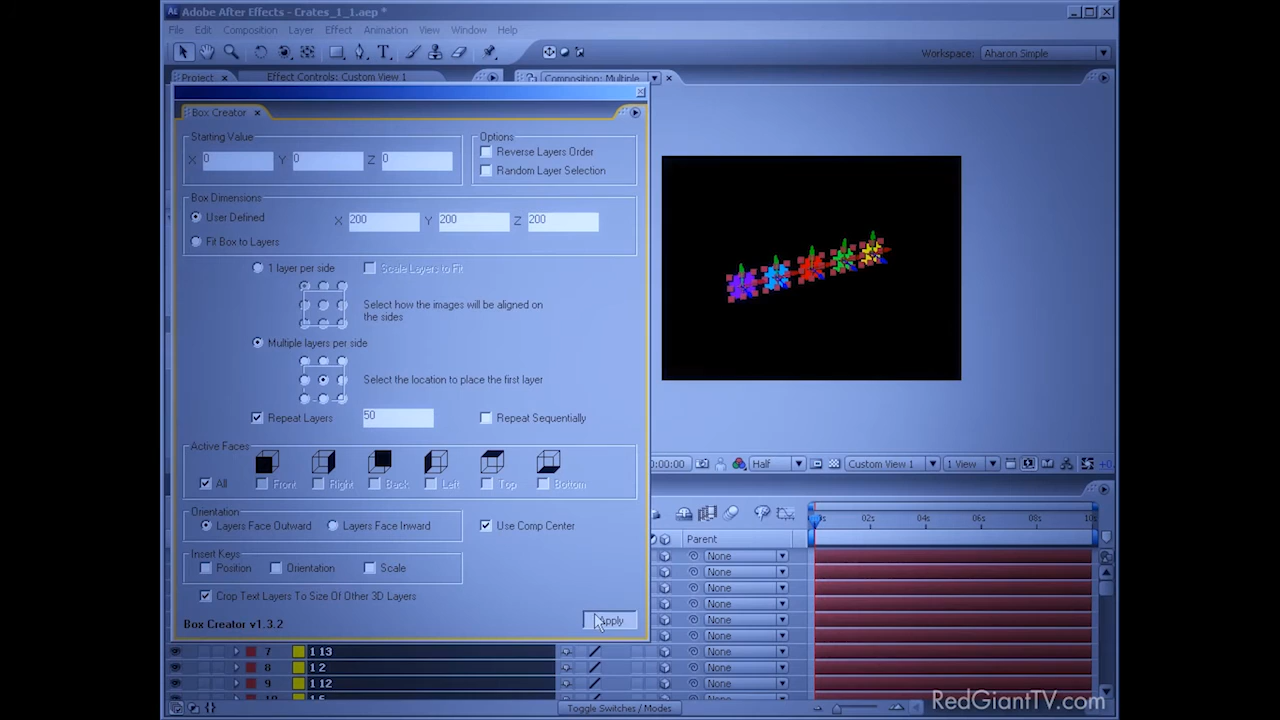 Adobe After Effects - Crates_1_1.aep *
File Edit Composition Layer Effect Animation View Window Help
Workspace: Aharon Simple
Project × Effect Controls: Custom View 1
Composition: Multiple ×
Box Creator ×
Starting Value
X 0 Y 0 Z 0
Options
Reverse Layers Order
Random Layer Selection
Box Dimensions
User Defined X 200 Y 200 Z 200
Fit Box to Layers
1 layer per side Scale Layers to Fit
Select how the images will be aligned on
the sides
Multiple layers per side
Select the location to place the first layer
Repeat Layers 50 Repeat Sequentially
Active Faces
All Front Right Back Left Top Bottom
Orientation
Layers Face Outward Layers Face Inward Use Comp Center
Insert Keys
Position Orientation Scale
Crop Text Layers To Size Of Other 3D Layers
Box Creator v1.3.2 Apply
0:00:00 Half Custom View 1 1 View +0
02s 04s 06s 08s 10s
Parent
None
None
None
None
None
None
7 1 13 None
8 1 2 None
9 1 12 None
Toggle Switches / Modes
RedGiantTV.com